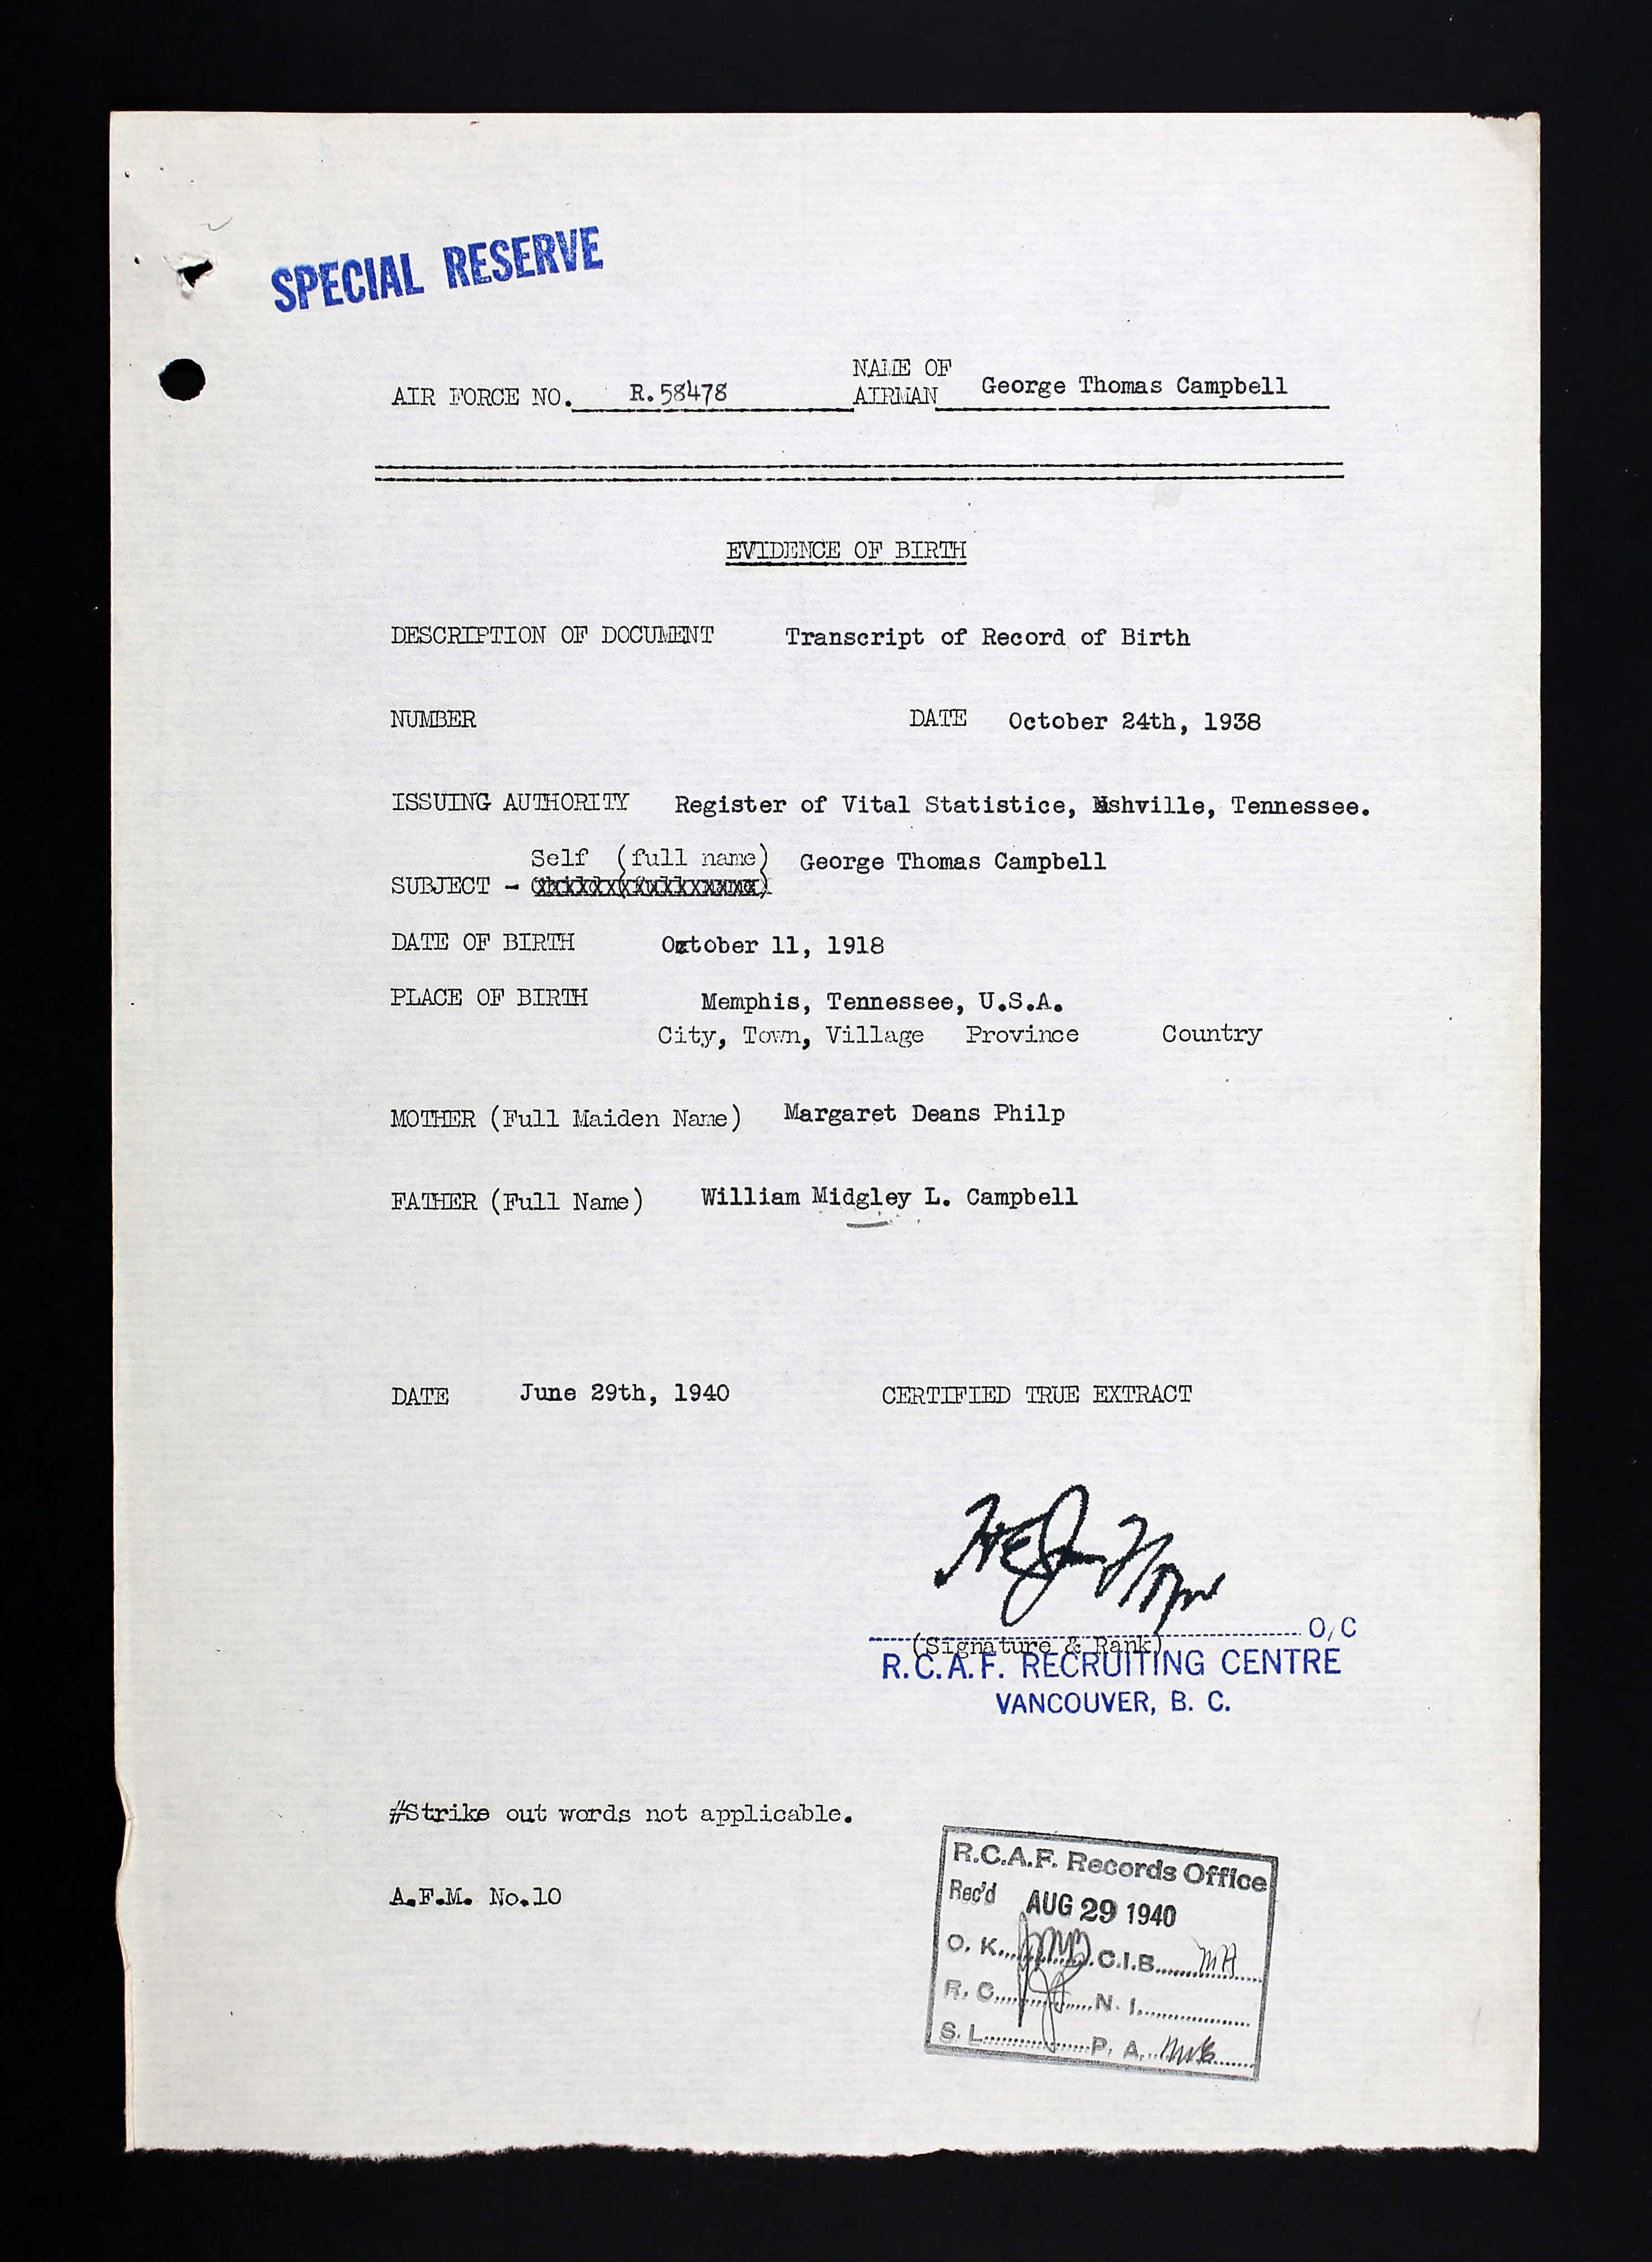 SPECIAL RESERVE
AIR FORCE NO. R.58478 NAME OF AIRMAN George Thomas Campbell
EVIDENCE OF BIRTH
DESCRIPTION OF DOCUMENT Transcript of Record of Birth
NUMBER DATE October 24th, 1938
ISSUING AUTHORITY Register of Vital Statistice, Nashville, Tennessee.
Self (full name) George Thomas Campbell
SUBJECT -
DATE OF BIRTH October 11, 1918
PLACE OF BIRTH Memphis, Tennessee, U.S.A.
City, Town, Village Province Country
MOTHER (Full Maiden Name) Margaret Deans Philp
FATHER (Full Name) William Midgley L. Campbell
DATE June 29th, 1940 CERTIFIED TRUE EXTRACT
O/C
(Signature & Rank)
R.C.A.F. RECRUITING CENTRE
VANCOUVER, B. C.
#Strike out words not applicable.
A.F.M. No.10
R.C.A.F. Records Office
Rec'd AUG 29 1940
O. K. C.I.B. MA
R. C. N. I.
S. L. P. A.